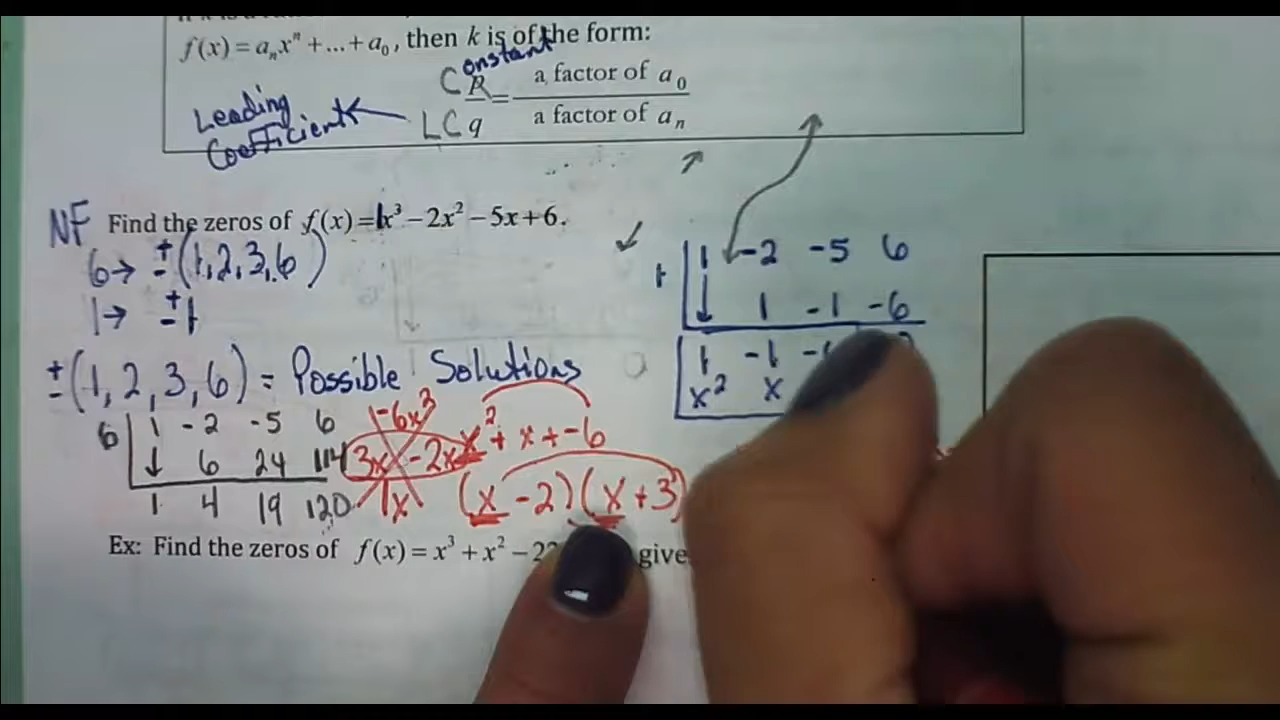 f(x) = aₙxⁿ + ... + a₀, then k is of the form:
Constant
C R = a factor of a₀
LC q a factor of aₙ
Leading
Coefficient
NF Find the zeros of f(x) = 1x³ − 2x² − 5x + 6.
6 → ± (1, 2, 3, 6)
1 → ± 1
± (1, 2, 3, 6) = Possible Solutions
6 1 -2 -5 6
↓ 6 24 114
1 4 19 120
-6x³
3x -2x
1x
x² + x + -6
(x - 2)(x + 3)
1 1 -2 -5 6
↓ 1 -1 -6
1 -1
x² x
Ex: Find the zeros of f(x) = x³ + x² − 22 give